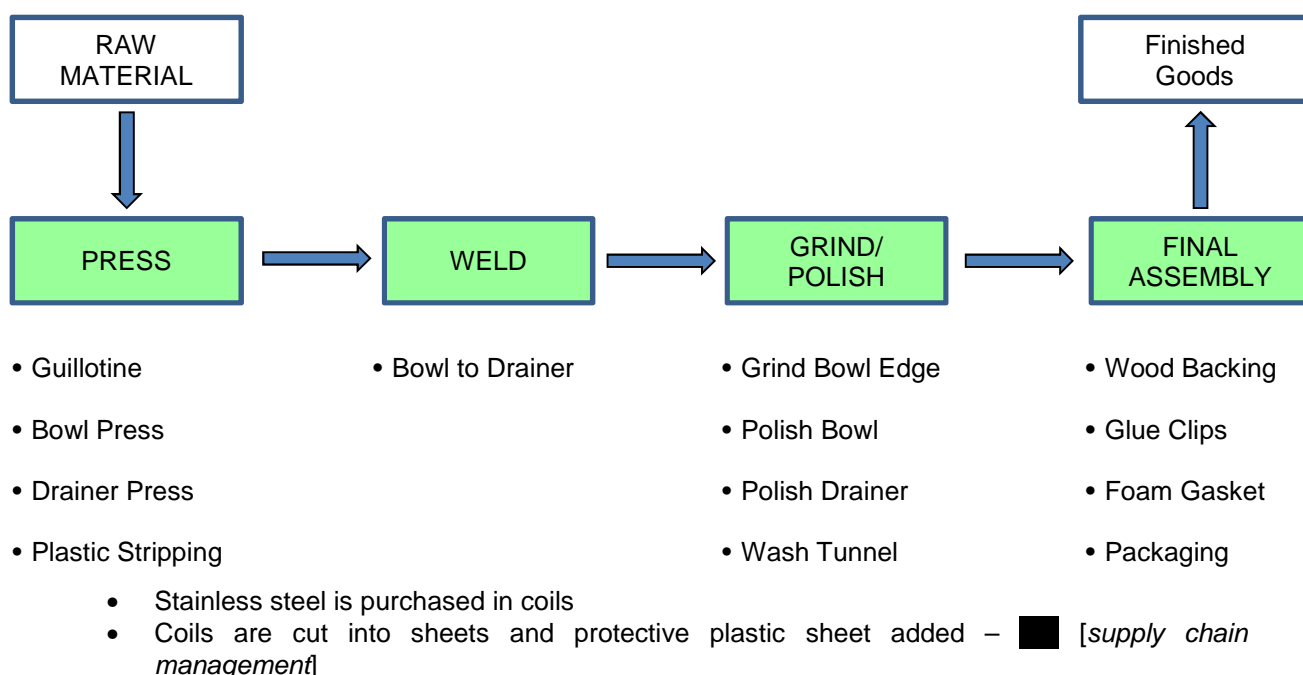 RAW
MATERIAL
Finished
Goods
PRESS
WELD
GRIND/
POLISH
FINAL
ASSEMBLY
• Guillotine
• Bowl Press
• Drainer Press
• Plastic Stripping
• Bowl to Drainer
• Grind Bowl Edge
• Polish Bowl
• Polish Drainer
• Wash Tunnel
• Wood Backing
• Glue Clips
• Foam Gasket
• Packaging
• Stainless steel is purchased in coils
• Coils are cut into sheets and protective plastic sheet added – [supply chain
management]